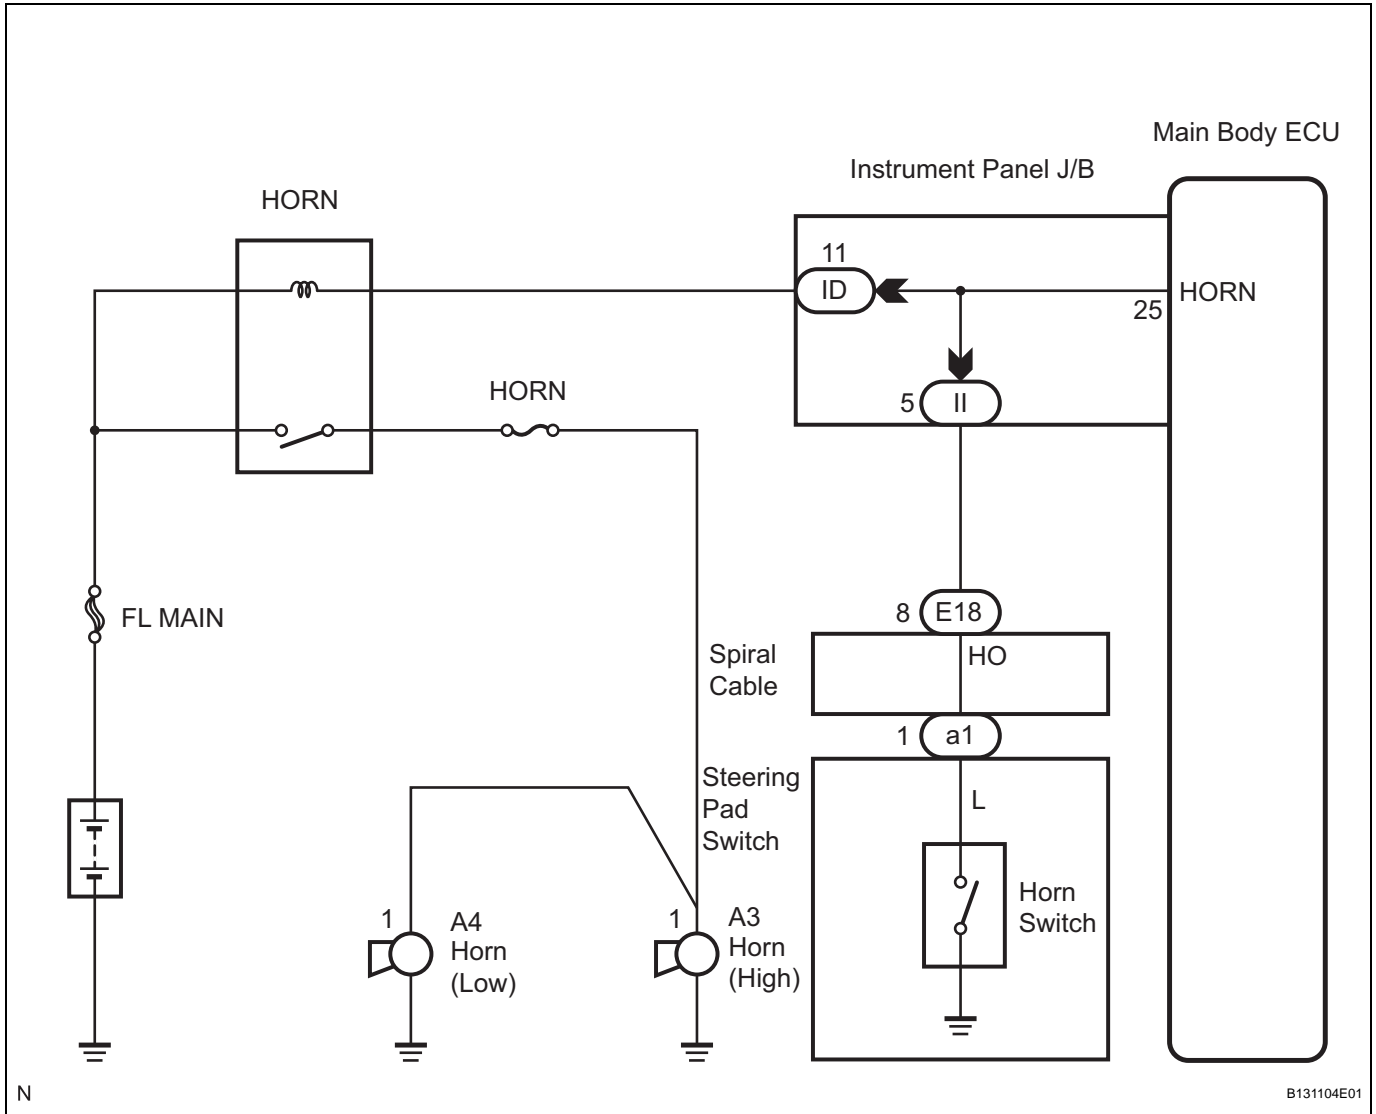 Main Body ECU
Instrument Panel J/B
HORN
11
ID
HORN
25
HORN
5
II
8
E18
FL MAIN
Spiral
Cable
HO
1
a1
Steering
Pad
Switch
L
Horn
Switch
1
A4
Horn
(Low)
1
A3
Horn
(High)
N
B131104E01